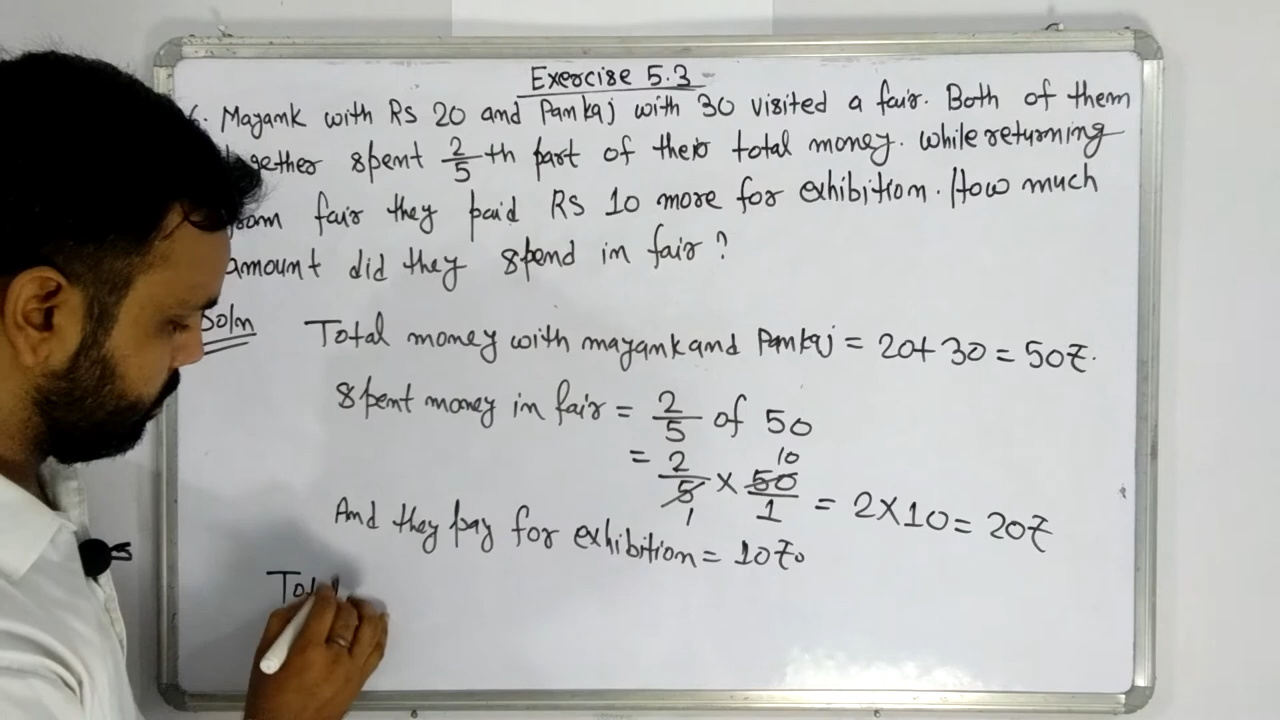 Exercise 5.3
6. Mayank with Rs 20 and Pankaj with 30 visited a fair. Both of them
together spent 2/5 th part of their total money. while returning
from fair they paid RS 10 more for exhibition. How much
amount did they spend in fair?
Soln
Total money with mayank and Pankaj = 20+30 = 50₹.
Spent money in fair = 2/5 of 50
= 2/5 × 50/1 = 2×10 = 20₹
10
1
And they pay for exhibition = 10₹.